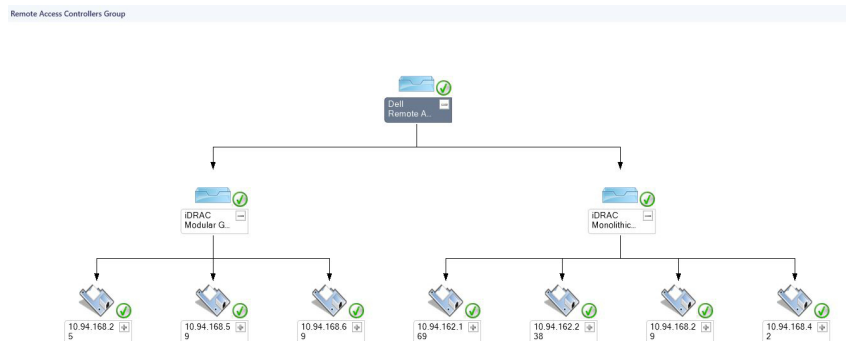 Remote Access Controllers Group
Dell
Remote A..
iDRAC
Modular G..
iDRAC
Monolithic..
10.94.168.2
5
10.94.168.5
9
10.94.168.6
9
10.94.162.1
69
10.94.162.2
38
10.94.168.2
9
10.94.168.4
2